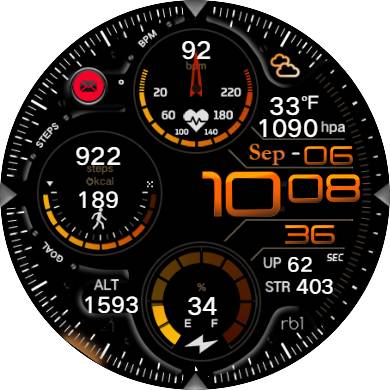 BPM
92
bpm
20 220
60 180
100 140
33°F
1090 hpa
STEPS
922
steps
kcal
189
GOAL
Sep - 06
10:08
36
SEC
UP 62
STR 403
ALT
1593
%
34
E F
rb1